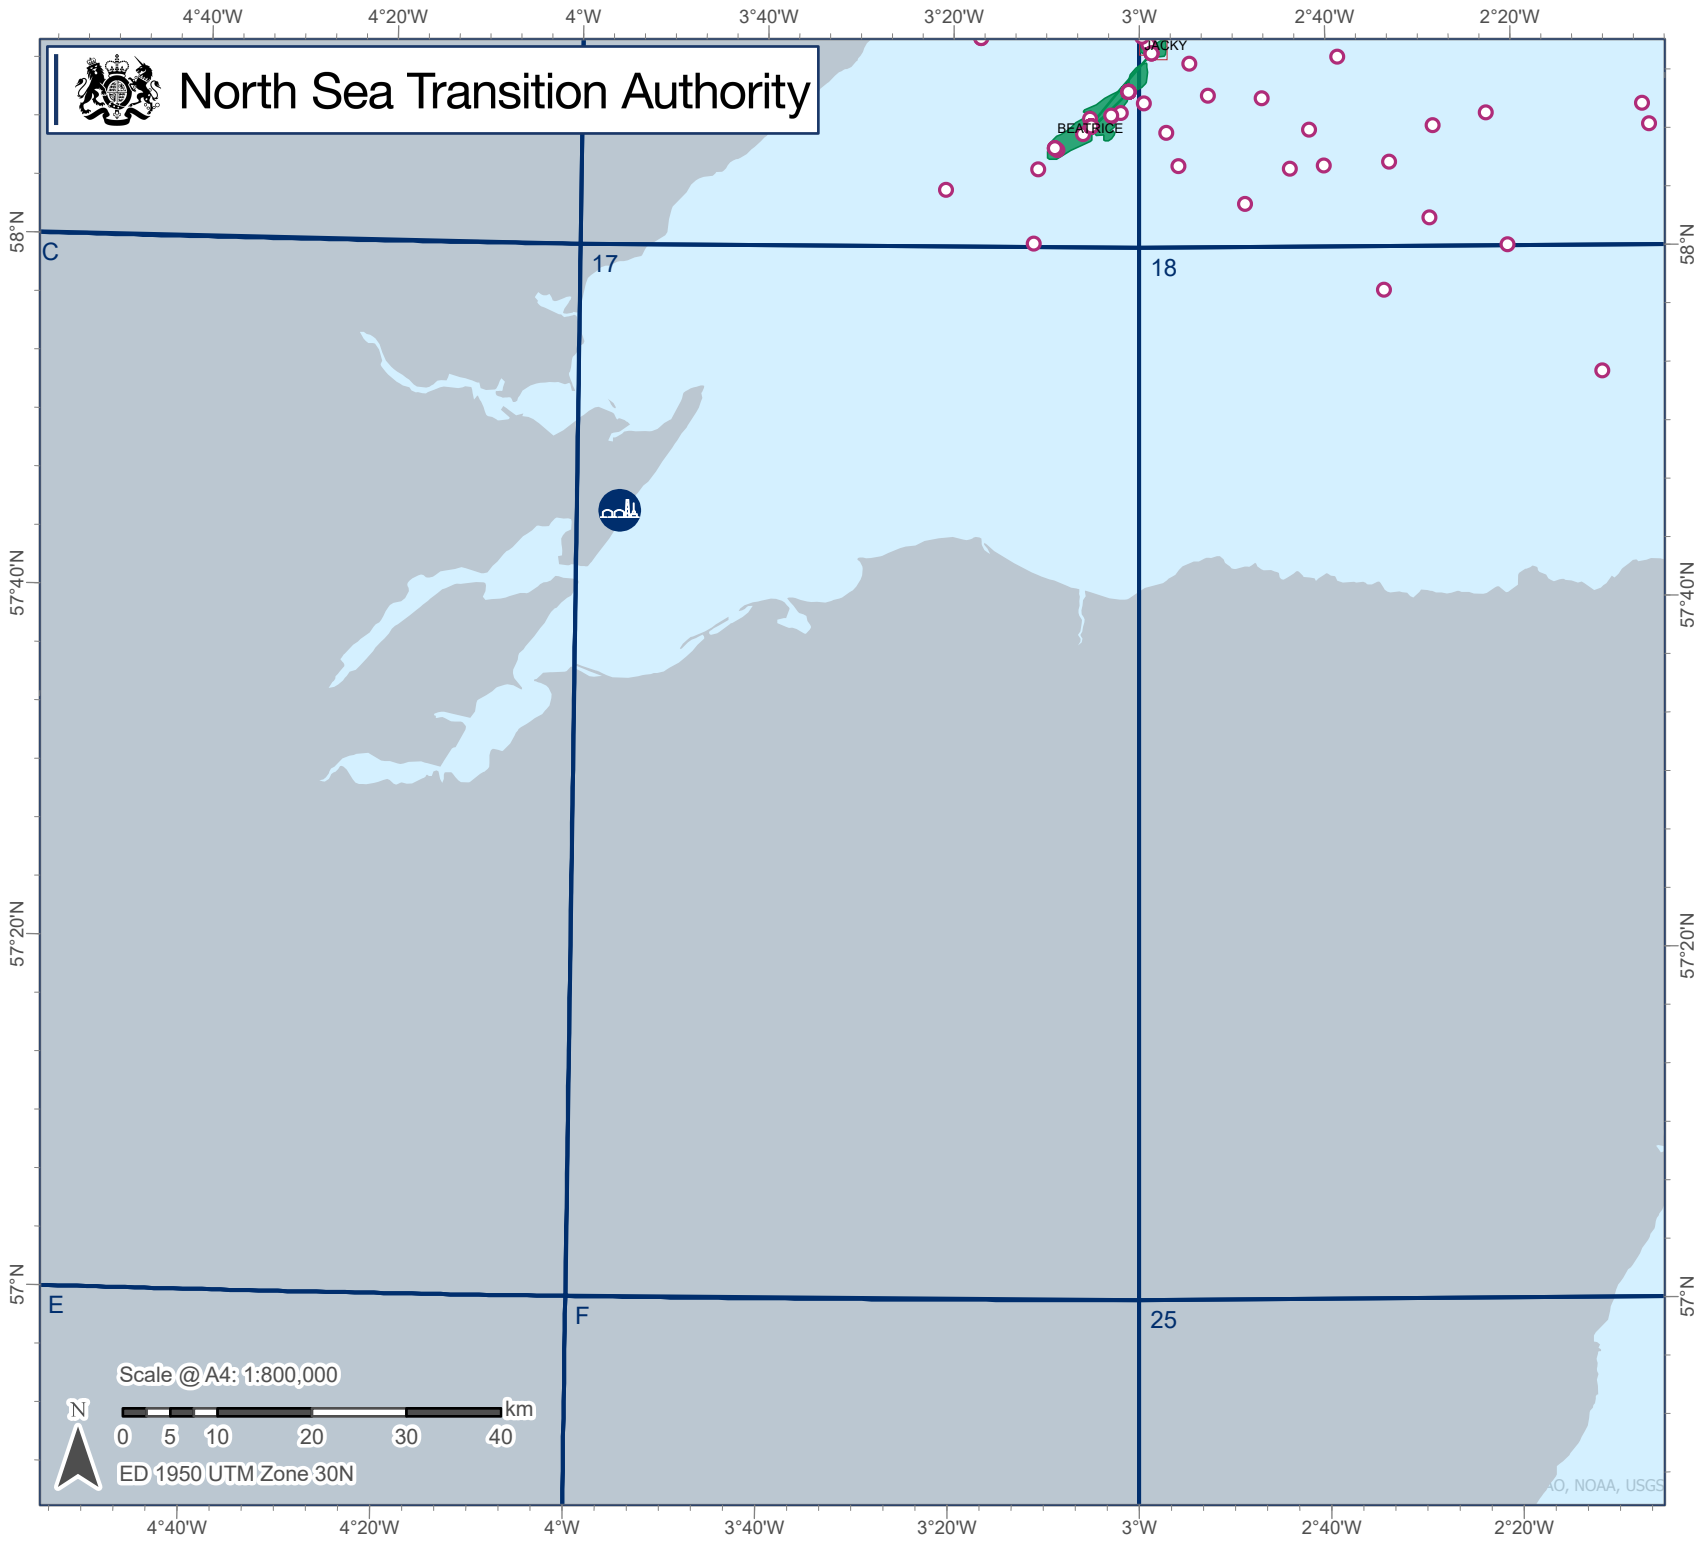 4°40'W 4°20'W 4°W 3°40'W 3°20'W 3°W 2°40'W 2°20'W
North Sea Transition Authority
JACKY
BEATRICE
58°N
58°N
C
17
18
57°40'N
57°40'N
57°20'N
57°20'N
57°N
57°N
E
F
25
Scale @ A4: 1:800,000
N
km
0 5 10 20 30 40
ED 1950 UTM Zone 30N
AO, NOAA, USGS
4°40'W 4°20'W 4°W 3°40'W 3°20'W 3°W 2°40'W 2°20'W